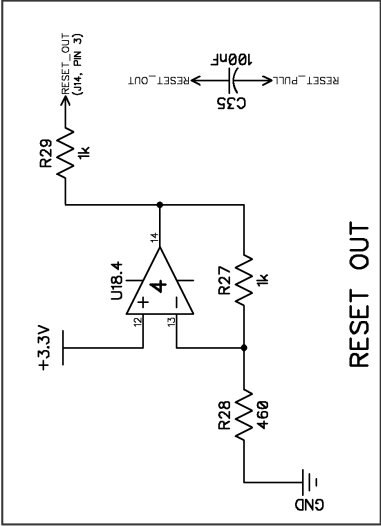 RESET_OUT
(J14, PIN 3)
R29
1k
RESET_OUT
C35
100nF
RESET_PULL
+3.3V
U18.4
12
13
14
+
−
4
R27
1k
R28
460
GND
RESET OUT